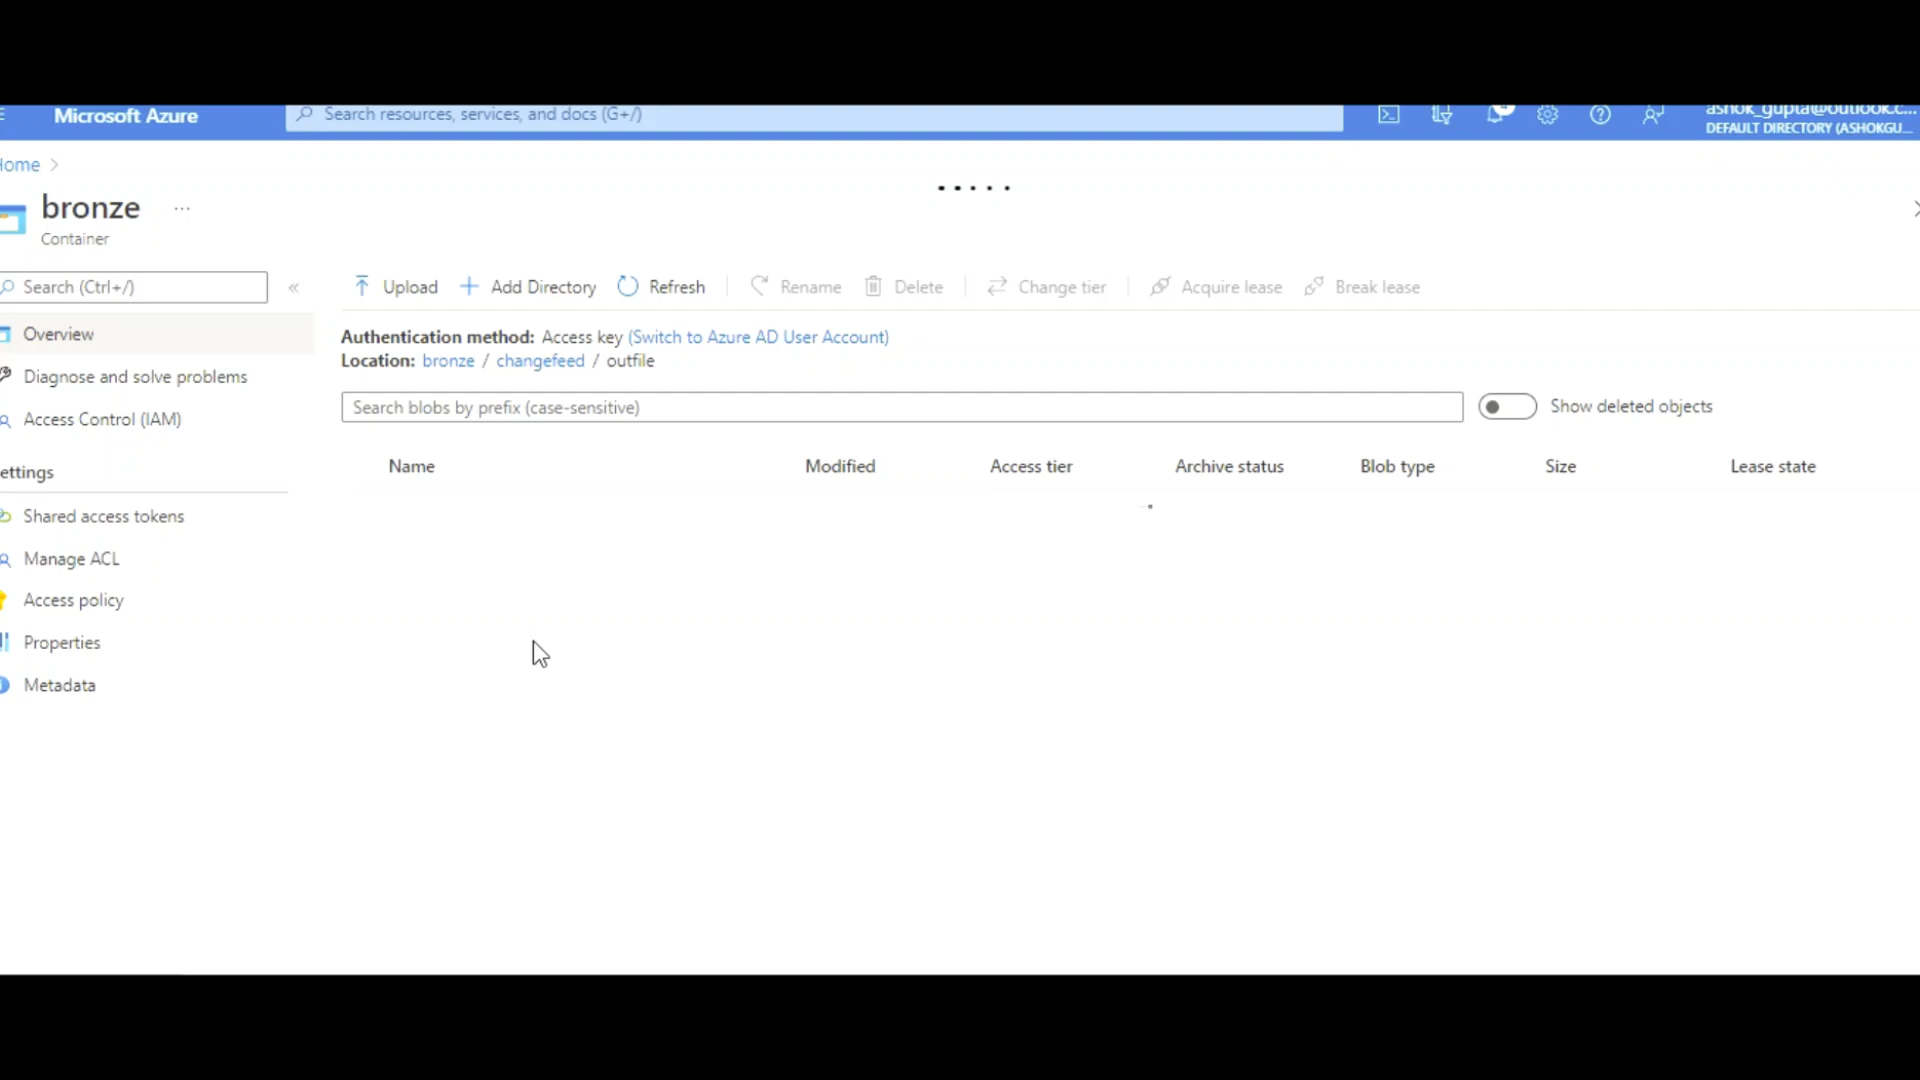 Microsoft Azure
Search resources, services, and docs (G+/)
ashok_gupta@outlook.c...
DEFAULT DIRECTORY (ASHOKGU...
Home
bronze
...
Container
Search (Ctrl+/)
Upload
Add Directory
Refresh
Rename
Delete
Change tier
Acquire lease
Break lease
Overview
Diagnose and solve problems
Access Control (IAM)
ettings
Shared access tokens
Manage ACL
Access policy
Properties
Metadata
Authentication method: Access key (Switch to Azure AD User Account)
Location: bronze / changefeed / outfile
Search blobs by prefix (case-sensitive)
Show deleted objects
Name
Modified
Access tier
Archive status
Blob type
Size
Lease state